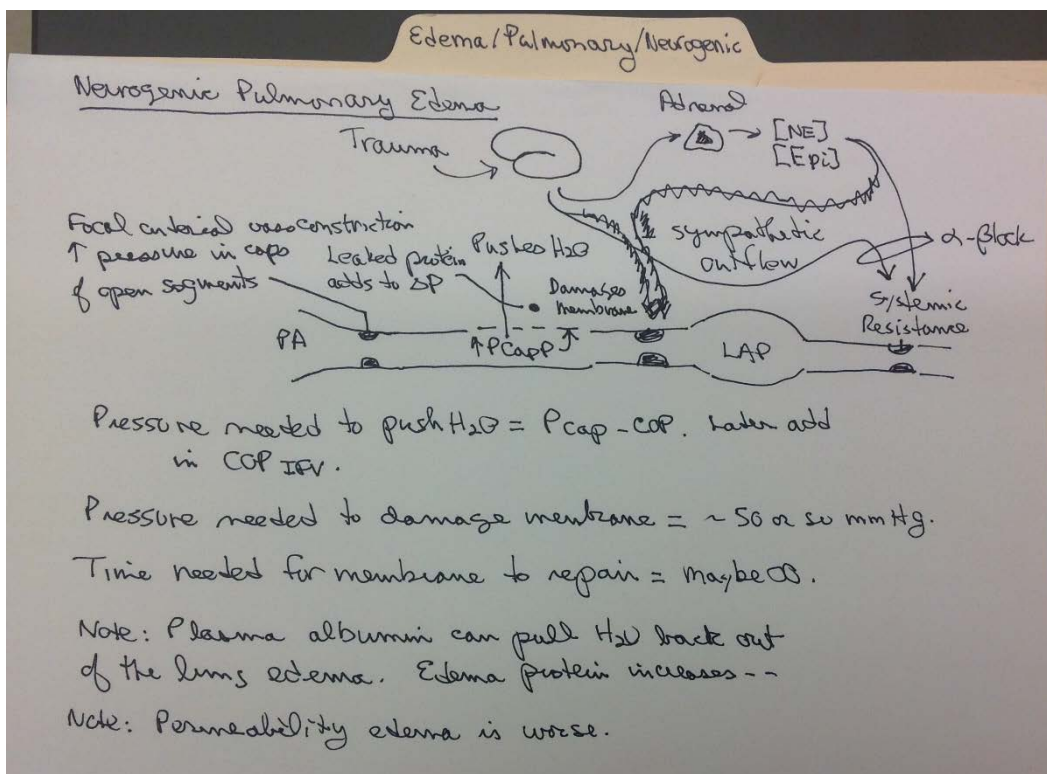 Edema/Pulmonary/Neurogenic
Neurogenic Pulmonary Edema
Trauma
Adrenal
[NE]
[Epi]
Focal arterial vasoconstriction
↑ pressure in caps
of open segments
Leaked protein
adds to ΔP
Pushes H2O
Damages
membrane
sympathetic
outflow
α-Block
Systemic
Resistance
PA
↑PCapP
LAP
Pressure needed to push H2O = Pcap - COP. Later add
in COP IFV.
Pressure needed to damage membrane = ~50 or so mmHg.
Time needed for membrane to repair = maybe ∞.
Note: Plasma albumin can pull H2O back out
of the lung edema. Edema protein increases--
Note: Permeability edema is worse.